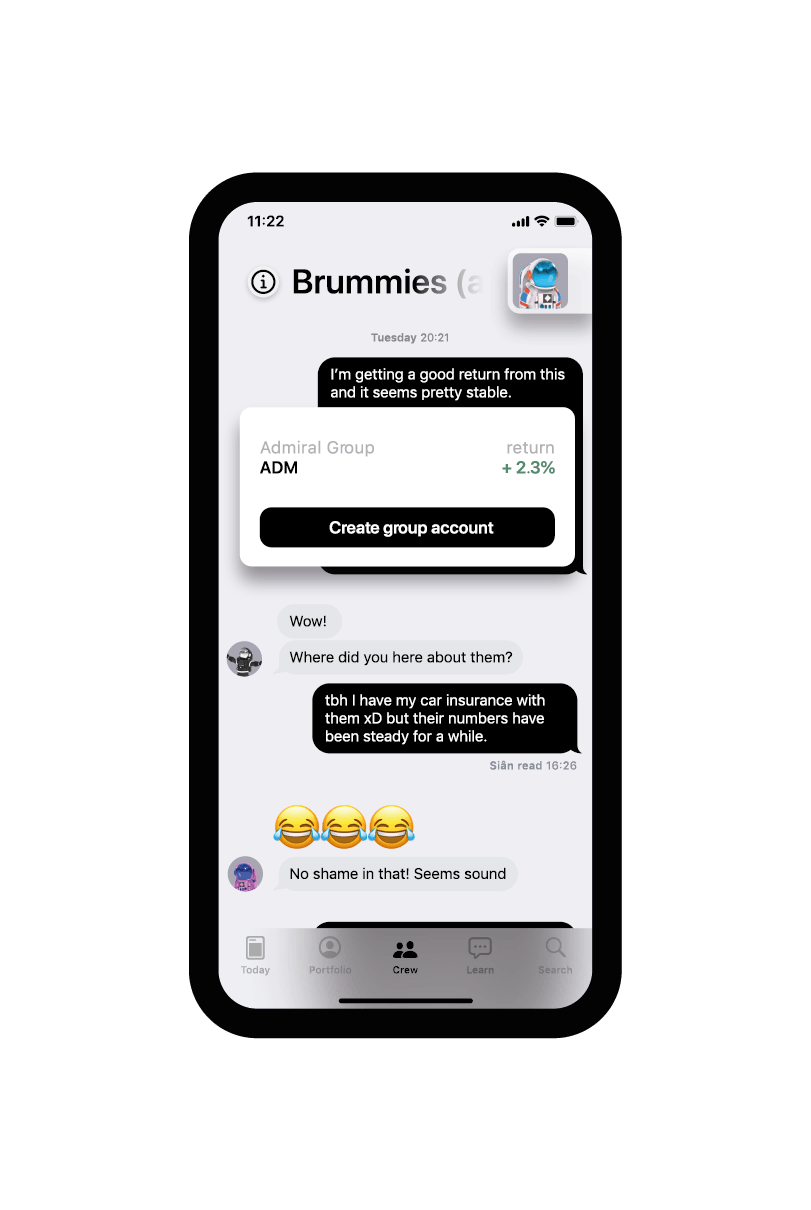 11:22
Brummies (a
Tuesday 20:21
I'm getting a good return from this
and it seems pretty stable.
Admiral Group return
ADM + 2.3%
Create group account
Wow!
Where did you here about them?
tbh I have my car insurance with
them xD but their numbers have
been steady for a while.
Siân read 16:26
No shame in that! Seems sound
Today Portfolio Crew Learn Search